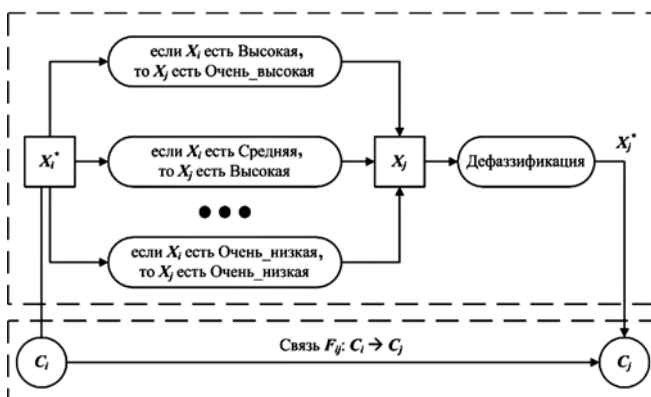 если Xi есть Высокая,
то Xj есть Очень_высокая
Xi*
если Xi есть Средняя,
то Xj есть Высокая
Xj
Дефаззификация
Xj*
если Xi есть Очень_низкая,
то Xj есть Очень_низкая
Ci
Связь Fij: Ci → Cj
Cj